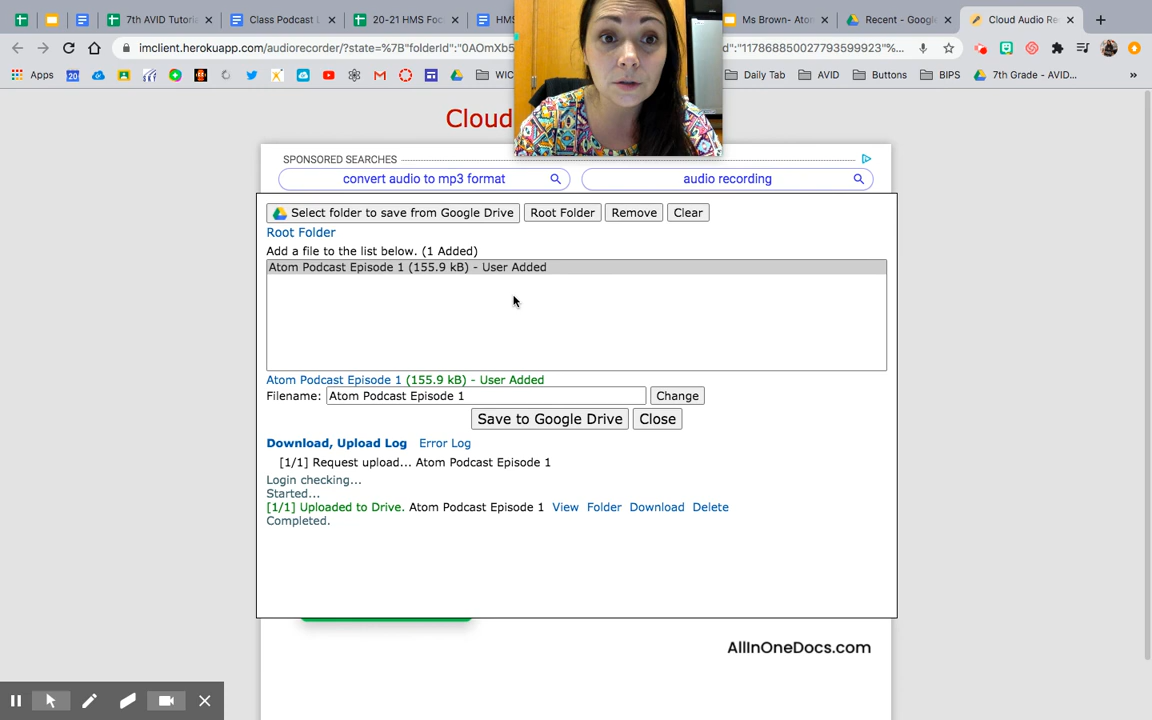 7th AVID Tutori
Class Podcast L
20-21 HMS Foc
HMS
Ms Brown- Ato
Recent - Google
Cloud Audio Re
imclient.herokuapp.com/audiorecorder/?state=%7B"folderId":"0AOmXb5
d":"117868850027793599923"%...
Apps
20
WIC
Daily Tab
AVID
Buttons
BIPS
7th Grade - AVID...
»
Cloud
SPONSORED SEARCHES
convert audio to mp3 format
audio recording
Select folder to save from Google Drive
Root Folder
Remove
Clear
Root Folder
Add a file to the list below. (1 Added)
Atom Podcast Episode 1 (155.9 kB) - User Added
Atom Podcast Episode 1 (155.9 kB) - User Added
Filename: Atom Podcast Episode 1 Change
Save to Google Drive Close
Download, Upload Log Error Log
[1/1] Request upload... Atom Podcast Episode 1
Login checking...
Started...
[1/1] Uploaded to Drive. Atom Podcast Episode 1 View Folder Download Delete
Completed.
AllInOneDocs.com